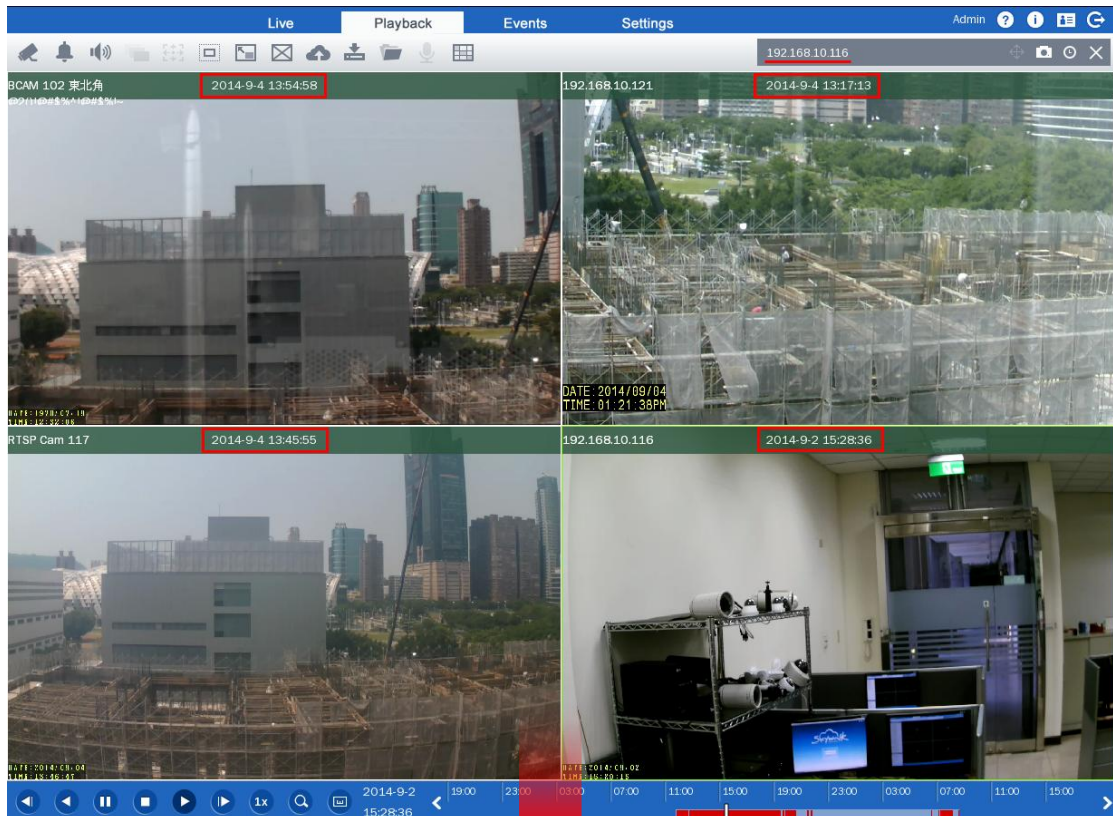 Live Playback Events Settings Admin
192.168.10.116
BCAM 102 東北角 2014-9-4 13:54:58
192.168.10.121 2014-9-4 13:17:13
DATE:2014/09/04
TIME:01:21:38PM
RTSP Cam 117 2014-9-4 13:45:55
192.168.10.116 2014-9-2 15:28:36
1x
2014-9-2
15:28:36
19:00 23:00 03:00 07:00 11:00 15:00 19:00 23:00 03:00 07:00 11:00 15:00